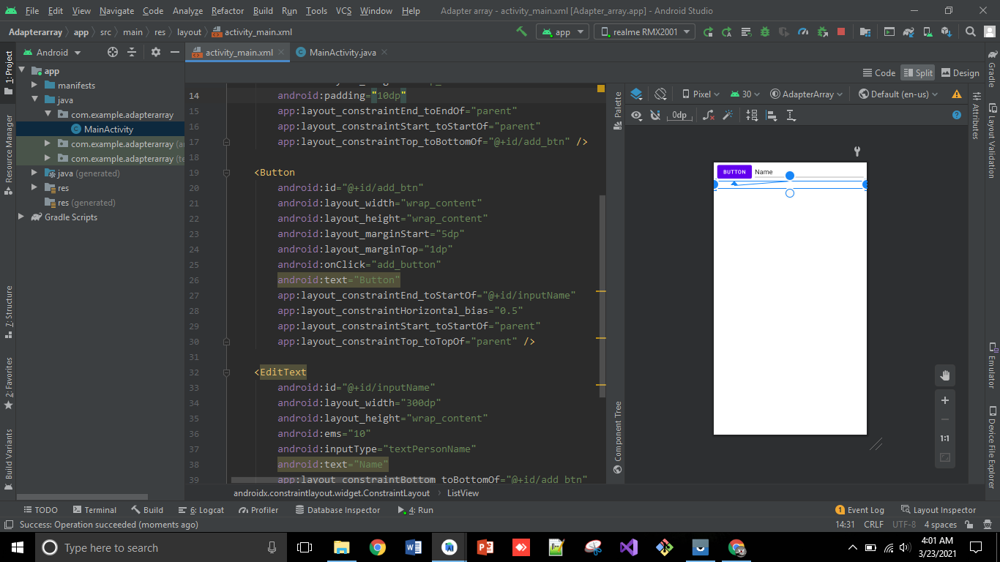 File Edit View Navigate Code Analyze Refactor Build Run Tools VCS Window Help Adapter array - activity_main.xml [Adapter_array.app] - Android Studio
Adapterarray app src main res layout activity_main.xml app realme RMX2001
Android activity_main.xml MainActivity.java
Code Split Design
1: Project
Resource Manager
7: Structure
2: Favorites
Build Variants
app
manifests
java
com.example.adapterarray
MainActivity
com.example.adapterarray
com.example.adapterarray
java (generated)
res
res (generated)
Gradle Scripts
14 android:padding="10dp"
15 app:layout_constraintEnd_toEndOf="parent"
16 app:layout_constraintStart_toStartOf="parent"
17 app:layout_constraintTop_toBottomOf="@+id/add_btn" />
18
19 <Button
20 android:id="@+id/add_btn"
21 android:layout_width="wrap_content"
22 android:layout_height="wrap_content"
23 android:layout_marginStart="5dp"
24 android:layout_marginTop="1dp"
25 android:onClick="add_button"
26 android:text="Button"
27 app:layout_constraintEnd_toStartOf="@+id/inputName"
28 app:layout_constraintHorizontal_bias="0.5"
29 app:layout_constraintStart_toStartOf="parent"
30 app:layout_constraintTop_toTopOf="parent" />
31
32 <EditText
33 android:id="@+id/inputName"
34 android:layout_width="300dp"
35 android:layout_height="wrap_content"
36 android:ems="10"
37 android:inputType="textPersonName"
38 android:text="Name"
39 app:layout_constraintBottom_toBottomOf="@+id/add_btn"
androidx.constraintlayout.widget.ConstraintLayout ListView
Palette
Component Tree
Pixel 30 AdapterArray Default (en-us)
0dp
BUTTON Name
1:1
Attributes
Gradle
Layout Validation
Emulator
Device File Explorer
TODO Terminal Build 6: Logcat Profiler Database Inspector 4: Run 1 Event Log Layout Inspector
Success: Operation succeeded (moments ago) 14:31 CRLF UTF-8 4 spaces
Type here to search
4:01 AM
3/23/2021